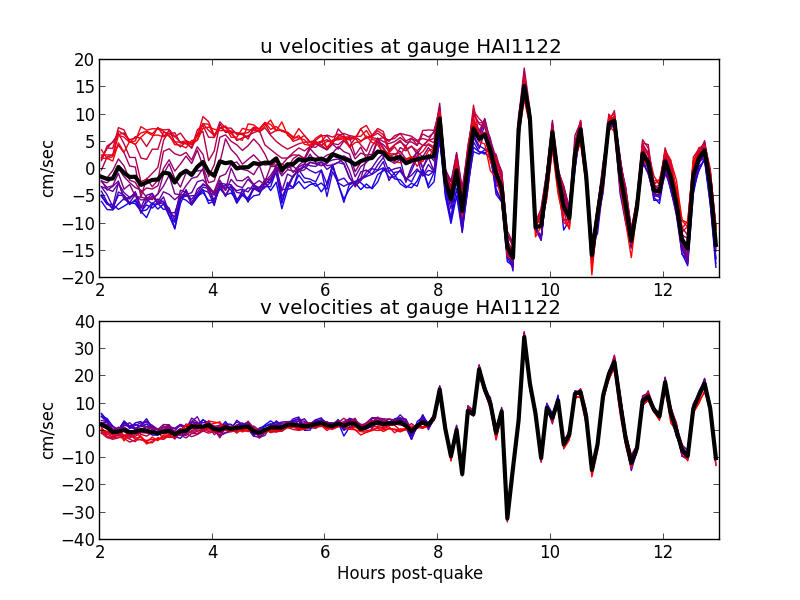 u velocities at gauge HAI1122
20
15
10
5
0
−5
−10
−15
−20
cm/sec
2 4 6 8 10 12
v velocities at gauge HAI1122
40
30
20
10
0
−10
−20
−30
−40
cm/sec
2 4 6 8 10 12
Hours post-quake